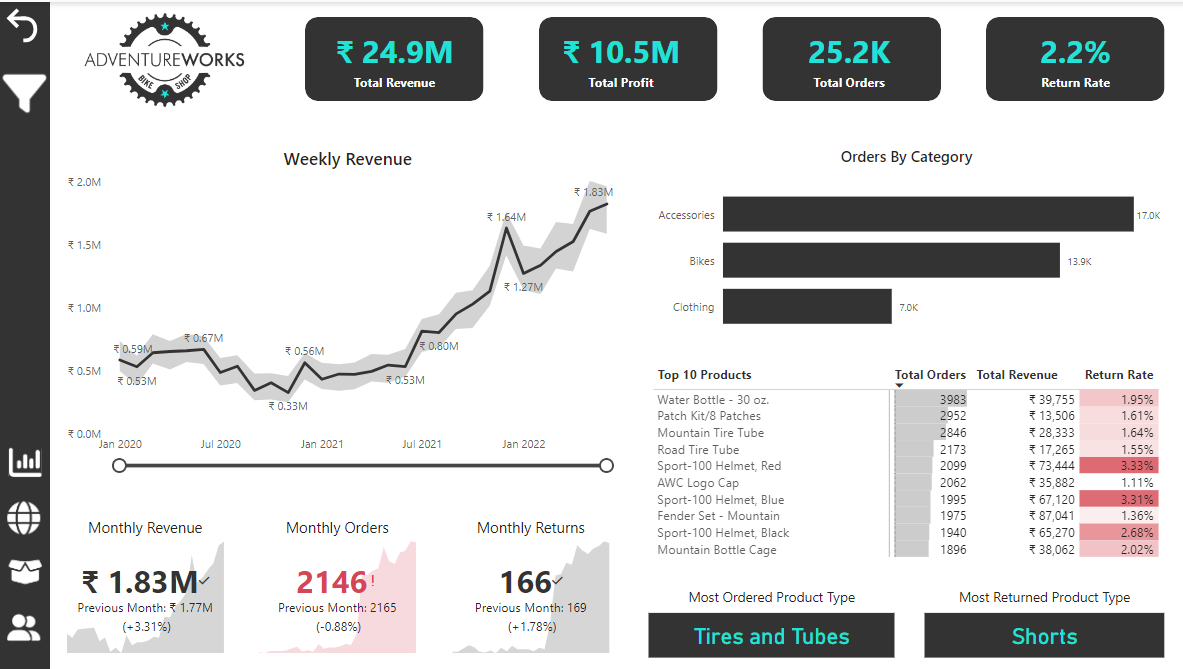 ADVENTUREWORKS
BIKE SHOP
₹ 24.9M
Total Revenue
₹ 10.5M
Total Profit
25.2K
Total Orders
2.2%
Return Rate
Weekly Revenue
₹ 2.0M
₹ 1.5M
₹ 1.0M
₹ 0.5M
₹ 0.0M
₹ 0.59M
₹ 0.53M
₹ 0.67M
₹ 0.33M
₹ 0.56M
₹ 0.53M
₹ 0.80M
₹ 1.64M
₹ 1.27M
₹ 1.83M
Jan 2020 Jul 2020 Jan 2021 Jul 2021 Jan 2022
Orders By Category
Accessories 17.0K
Bikes 13.9K
Clothing 7.0K
Top 10 Products Total Orders Total Revenue Return Rate
Water Bottle - 30 oz. 3983 ₹ 39,755 1.95%
Patch Kit/8 Patches 2952 ₹ 13,506 1.61%
Mountain Tire Tube 2846 ₹ 28,333 1.64%
Road Tire Tube 2173 ₹ 17,265 1.55%
Sport-100 Helmet, Red 2099 ₹ 73,444 3.33%
AWC Logo Cap 2062 ₹ 35,882 1.11%
Sport-100 Helmet, Blue 1995 ₹ 67,120 3.31%
Fender Set - Mountain 1975 ₹ 87,041 1.36%
Sport-100 Helmet, Black 1940 ₹ 65,270 2.68%
Mountain Bottle Cage 1896 ₹ 38,062 2.02%
Monthly Revenue
₹ 1.83M
Previous Month: ₹ 1.77M
(+3.31%)
Monthly Orders
2146!
Previous Month: 2165
(-0.88%)
Monthly Returns
166
Previous Month: 169
(+1.78%)
Most Ordered Product Type
Tires and Tubes
Most Returned Product Type
Shorts